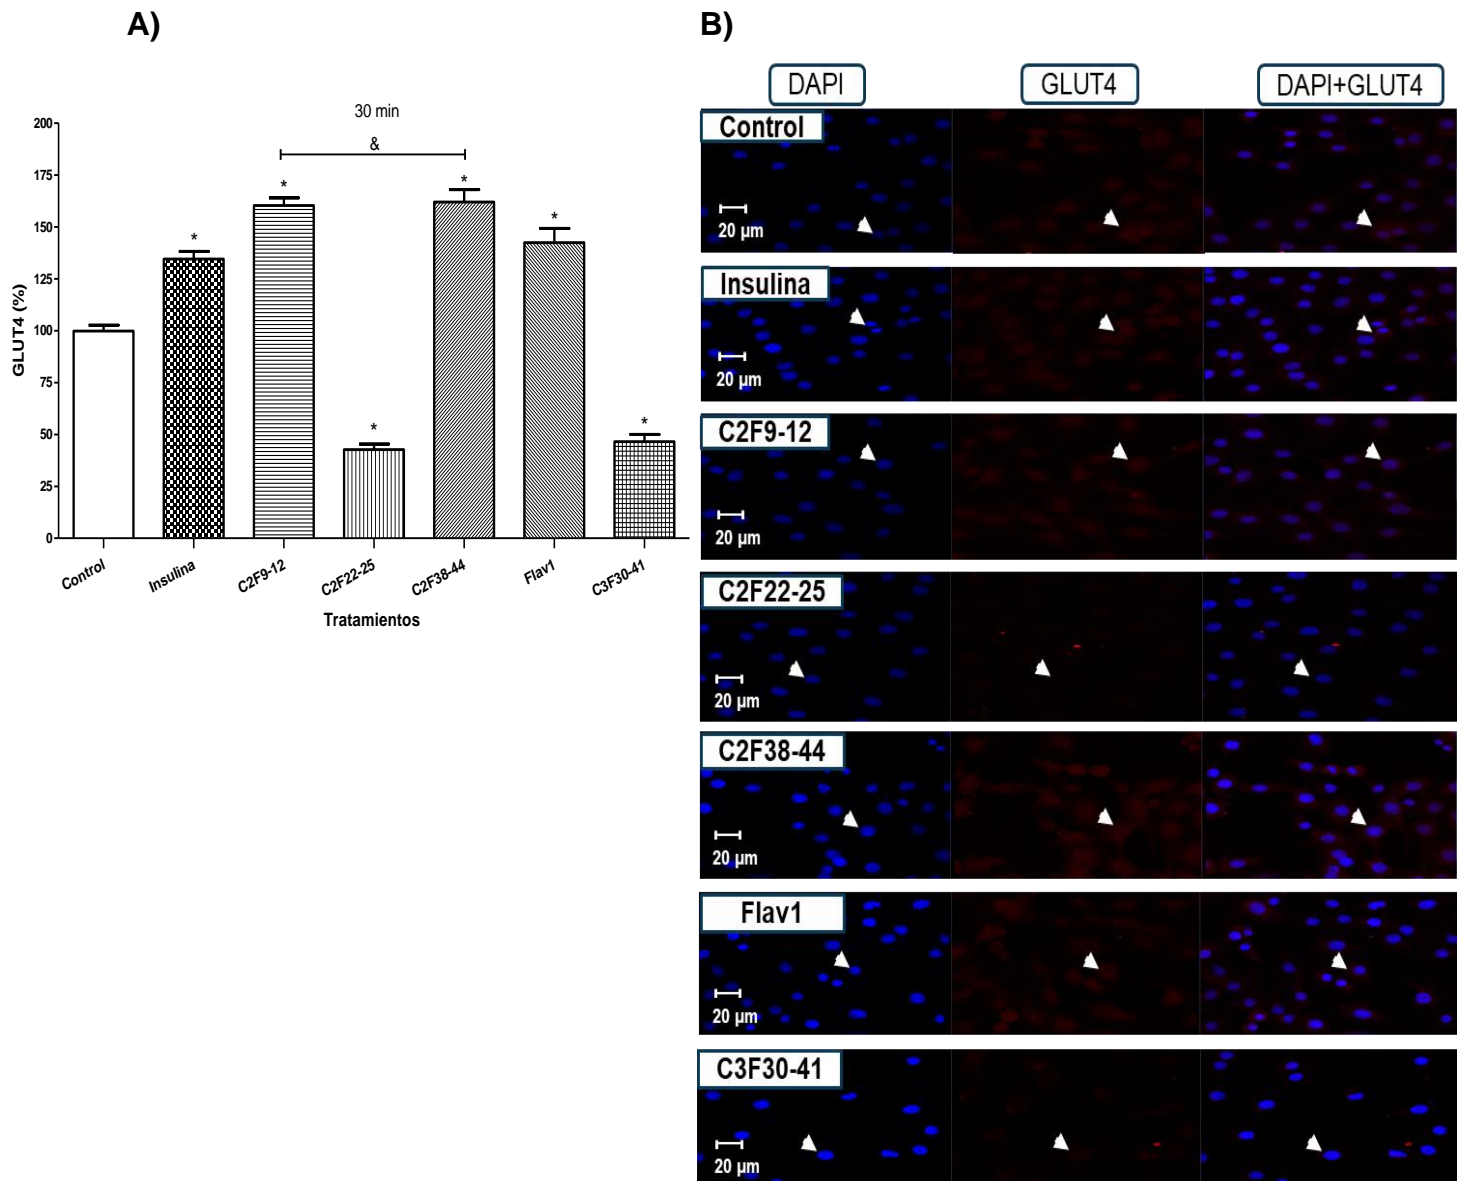 A)
30 min
&
*
*
*
*
*
*
200
175
150
125
100
75
50
25
0
GLUT4 (%)
Control
Insulina
C2F9-12
C2F22-25
C2F38-44
Flav1
C3F30-41
Tratamientos
B)
DAPI GLUT4 DAPI+GLUT4
Control
20 µm
Insulina
20 µm
C2F9-12
20 µm
C2F22-25
20 µm
C2F38-44
20 µm
Flav1
20 µm
C3F30-41
20 µm